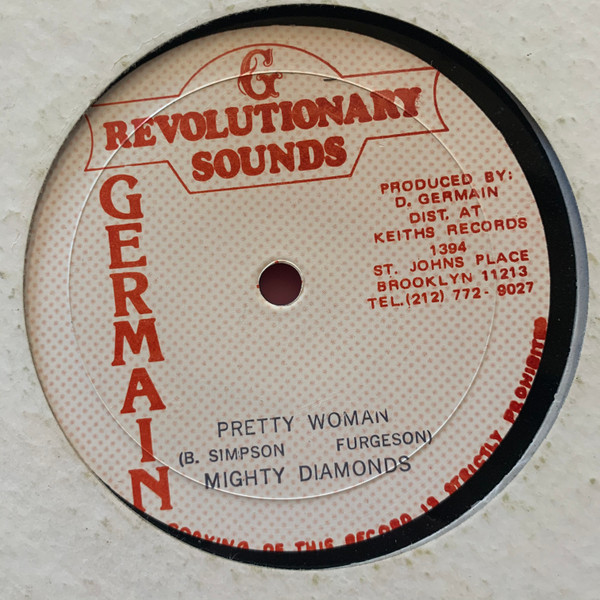 G
REVOLUTIONARY
SOUNDS
GERMAIN
PRODUCED BY:
D. GERMAIN
DIST. AT
KEITHS RECORDS
1394
ST. JOHNS PLACE
BROOKLYN 11213
TEL.(212) 772-9027
PRETTY WOMAN
(B. SIMPSON FURGESON)
MIGHTY DIAMONDS
OF THIS RECORD IS STRICTLY PROHIBITED